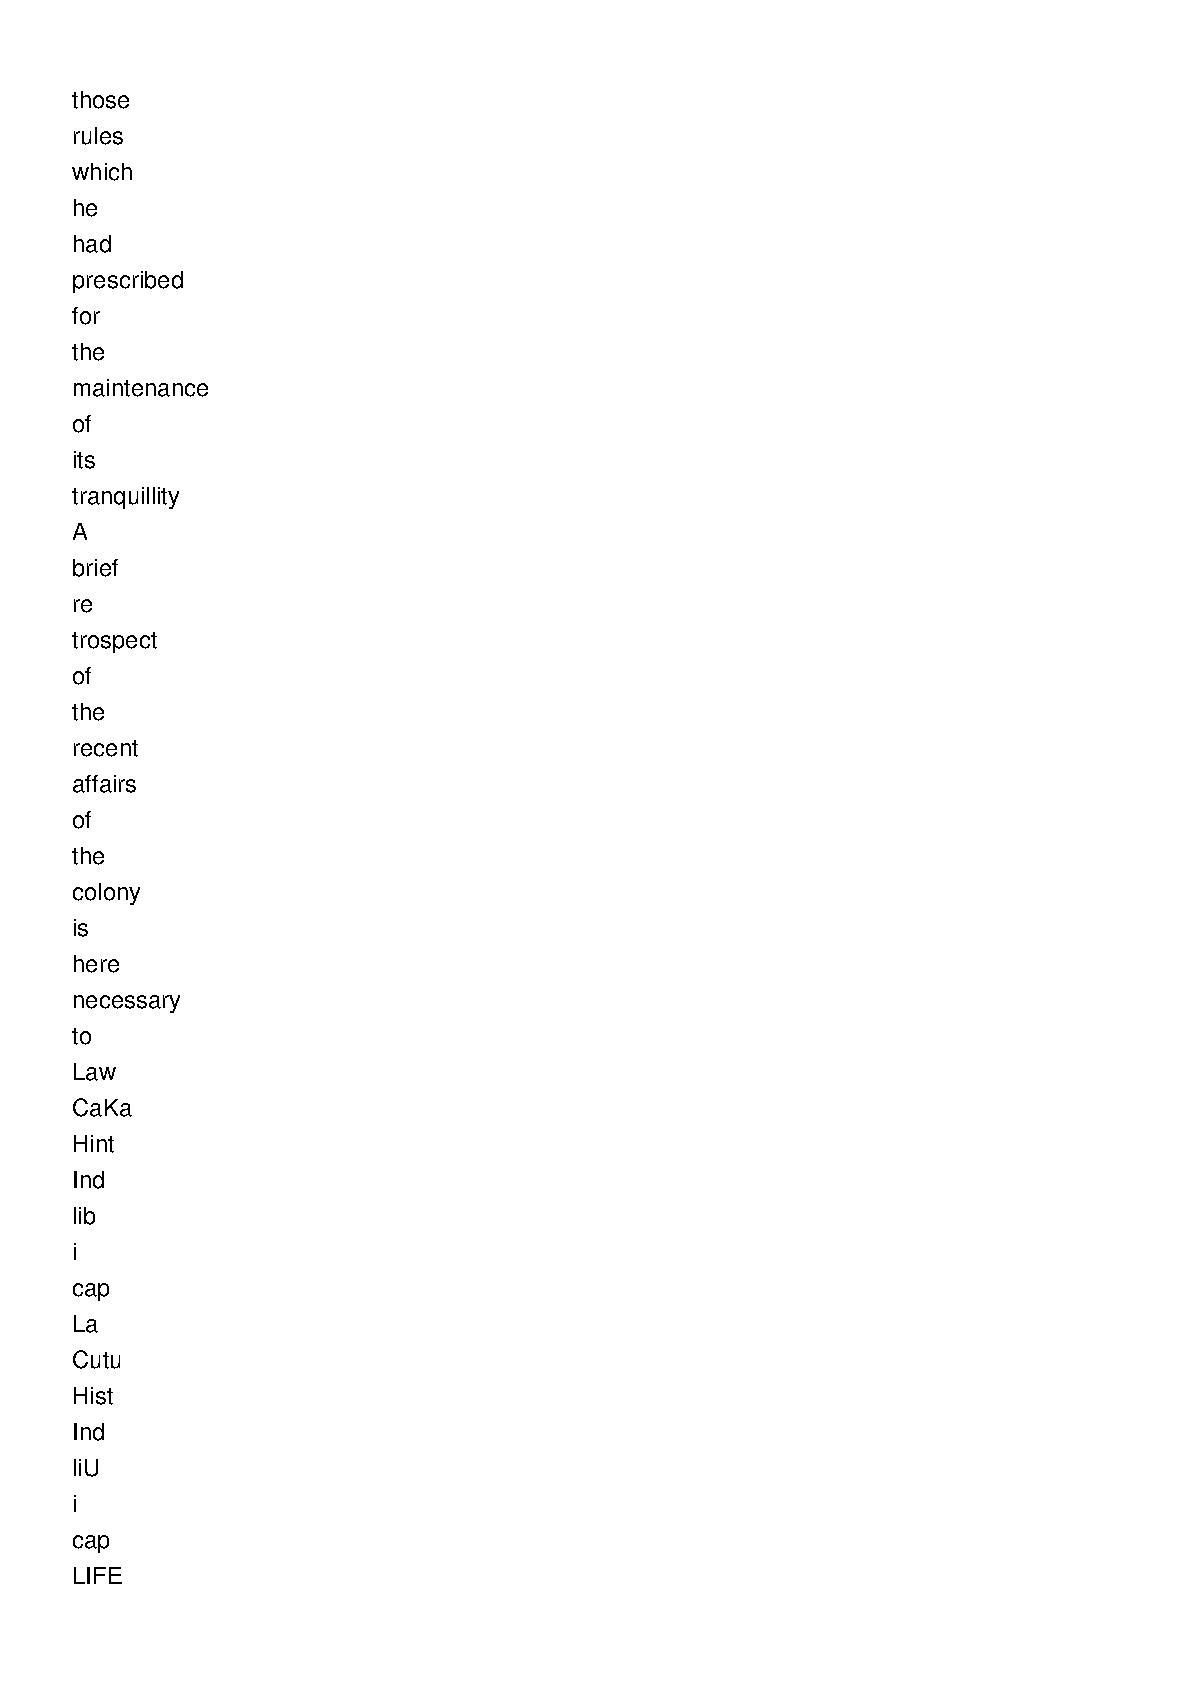 those
rules
which
he
had
prescribed
for
the
maintenance
of
its
tranquillity
A
brief
re
trospect
of
the
recent
affairs
of
the
colony
is
here
necessary
to
Law
CaKa
Hint
Ind
lib
i
cap
La
Cutu
Hist
Ind
liU
i
cap
LIFE